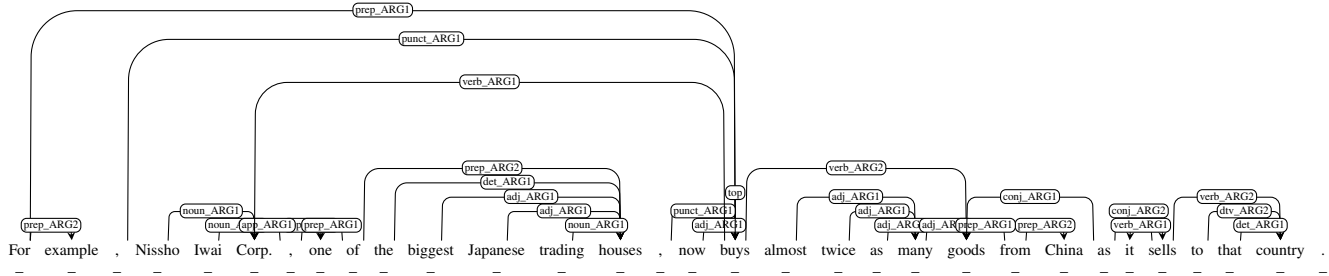 prep_ARG1
punct_ARG1
verb_ARG1
prep_ARG2 verb_ARG2
det_ARG1
top
adj_ARG1 adj_ARG1 conj_ARG1 verb_ARG2
noun_ARG1 adj_ARG1 punct_ARG1 adj_ARG1 conj_ARG2 dtv_ARG2
prep_ARG2 app_ARG1 prep_ARG1 noun_ARG1 adj_ARG1 prep_ARG1 prep_ARG2 verb_ARG1 det_ARG1
For example , Nissho Iwai Corp. , one of the biggest Japanese trading houses , now buys almost twice as many goods from China as it sells to that country .
_ _ _ _ _ _ _ _ _ _ _ _ _ _ _ _ _ _ _ _ _ _ _ _ _ _ _ _ _ _ _